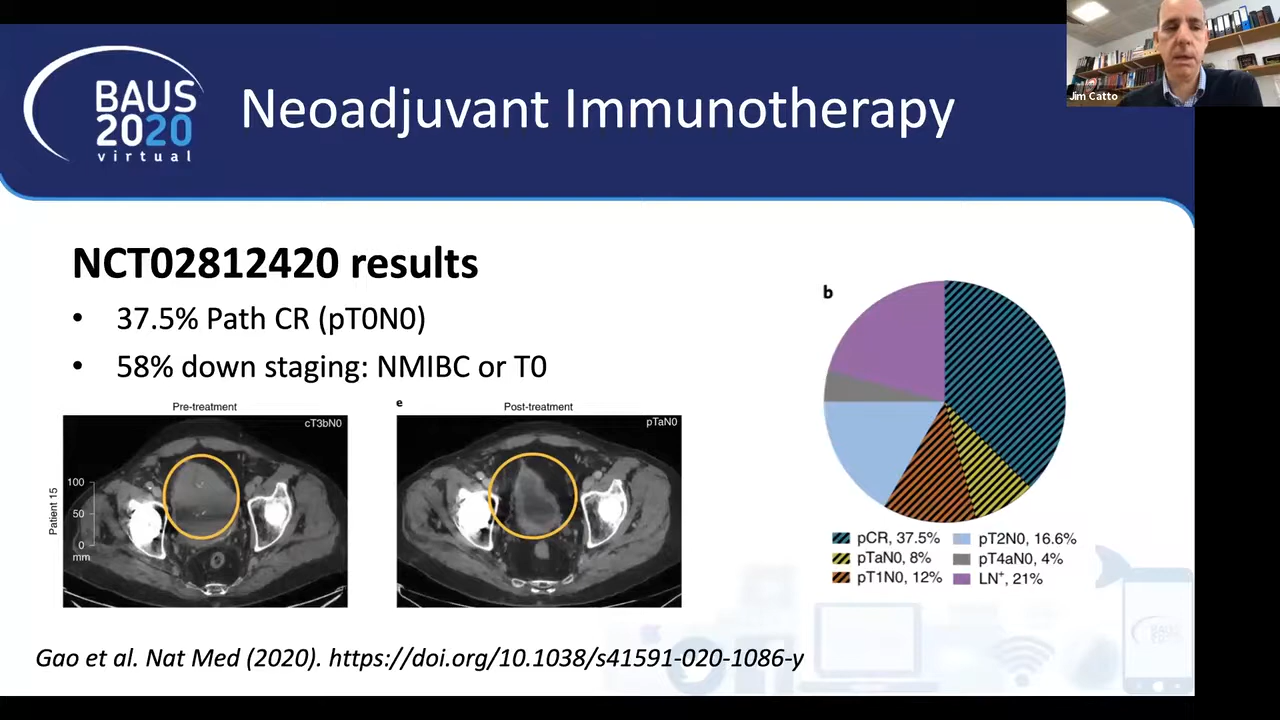 BAUS
2020
virtual
Neoadjuvant Immunotherapy
Jim Catto
NCT02812420 results
• 37.5% Path CR (pT0N0)
• 58% down staging: NMIBC or T0
Pre-treatment
cT3bN0
Patient 15
100
50
0
mm
e
Post-treatment
pTaN0
b
pCR, 37.5%
pTaN0, 8%
pT1N0, 12%
pT2N0, 16.6%
pT4aN0, 4%
LN⁺, 21%
Gao et al. Nat Med (2020). https://doi.org/10.1038/s41591-020-1086-y
BAUS
2020